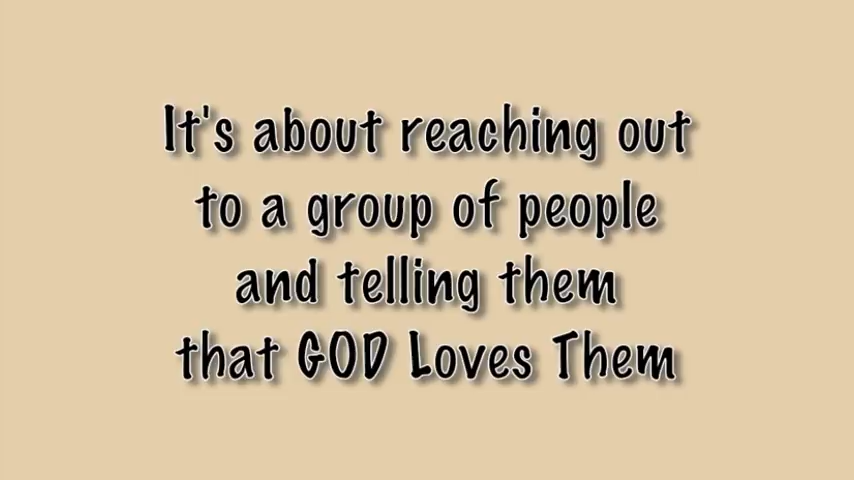 It's about reaching out
to a group of people
and telling them
that GOD Loves Them